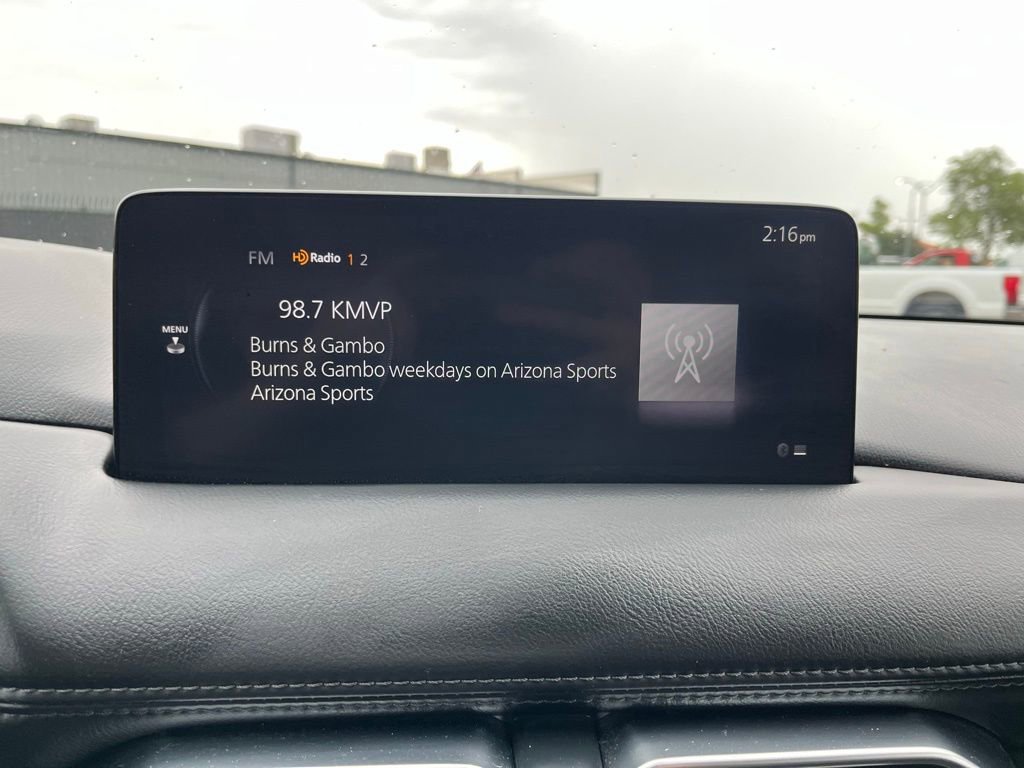 2:16pm
FM HD Radio 1 2
98.7 KMVP
MENU
Burns & Gambo
Burns & Gambo weekdays on Arizona Sports
Arizona Sports